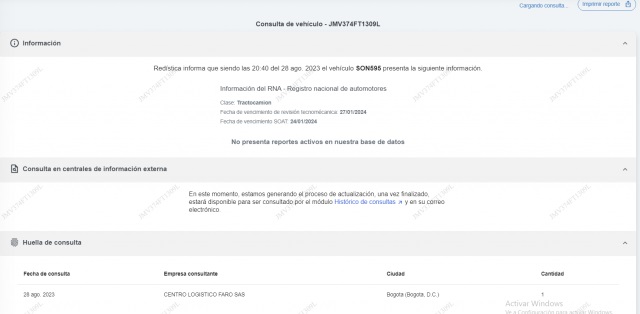 Cargando consulta...
Imprimir reporte
Consulta de vehículo - JMV374FT1309L
Información
Redistica informa que siendo las 20:40 del 28 ago. 2023 el vehículo SON595 presenta la siguiente información.
Información del RNA - Registro nacional de automotores
Clase: Tractocamion
Fecha de vencimiento de revisión tecnomécanica: 27/01/2024
Fecha de vencimiento SOAT: 24/01/2024
No presenta reportes activos en nuestra base de datos
Consulta en centrales de información externa
En este momento, estamos generando el proceso de actualización, una vez finalizado,
estará disponible para ser consultado por el módulo Histórico de consultas y en su correo
electrónico.
Huella de consulta
Fecha de consulta Empresa consultante Ciudad Cantidad
28 ago. 2023 CENTRO LOGISTICO FARO SAS Bogota (Bogota, D.C.) 1
Activar Windows
Ve a Configuración para activar Windows.